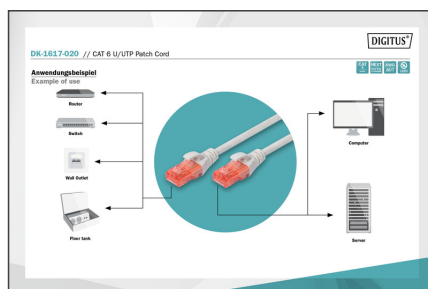 DIGITUS®
DK-1617-020 // CAT 6 U/UTP Patch Cord
Anwendungsbeispiel
Example of use
Router
Switch
Wall Outlet
Floor tank
Computer
Server